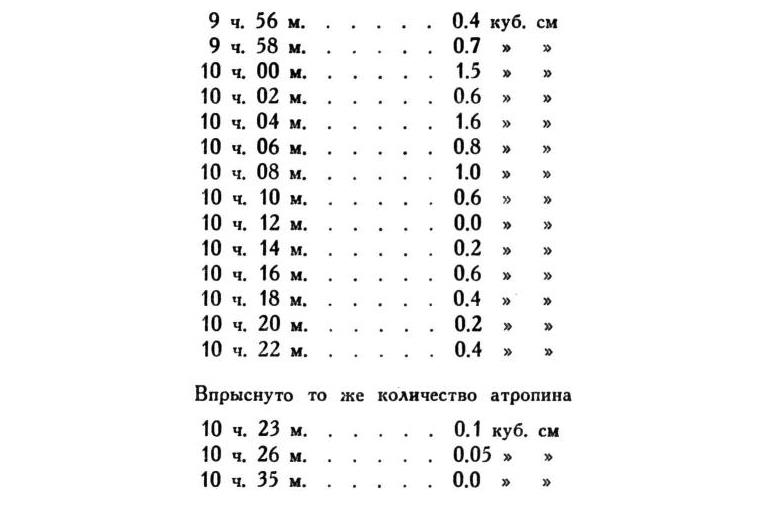 9 ч. 56 м. . . . . . 0.4 куб. см
9 ч. 58 м. . . . . . 0.7 » »
10 ч. 00 м. . . . . . 1.5 » »
10 ч. 02 м. . . . . . 0.6 » »
10 ч. 04 м. . . . . . 1.6 » »
10 ч. 06 м. . . . . . 0.8 » »
10 ч. 08 м. . . . . . 1.0 » »
10 ч. 10 м. . . . . . 0.6 » »
10 ч. 12 м. . . . . . 0.0 » »
10 ч. 14 м. . . . . . 0.2 » »
10 ч. 16 м. . . . . . 0.6 » »
10 ч. 18 м. . . . . . 0.4 » »
10 ч. 20 м. . . . . . 0.2 » »
10 ч. 22 м. . . . . . 0.4 » »
Впрыснуто то же количество атропина
10 ч. 23 м. . . . . . 0.1 куб. см
10 ч. 26 м. . . . . . 0.05 » »
10 ч. 35 м. . . . . . 0.0 » »